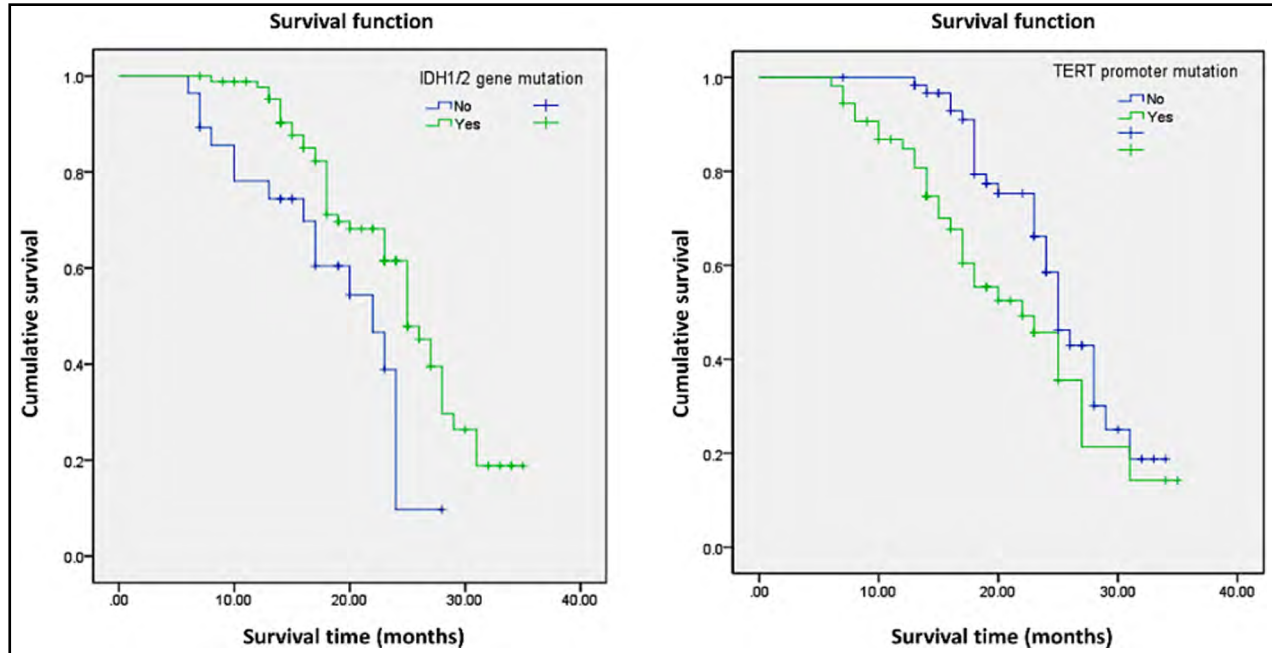 Survival function
IDH1/2 gene mutation
No
Yes
1.0
0.8
0.6
0.4
0.2
0.0
Cumulative survival
.00 10.00 20.00 30.00 40.00
Survival time (months)
Survival function
TERT promoter mutation
No
Yes
1.0
0.8
0.6
0.4
0.2
0.0
Cumulative survival
.00 10.00 20.00 30.00 40.00
Survival time (months)